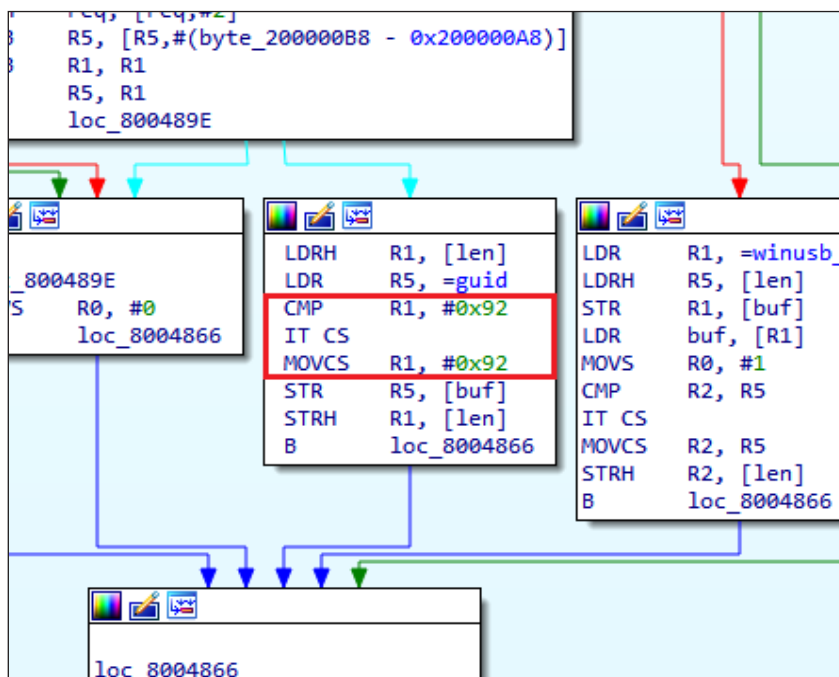 R5, [R5,#(byte_200000B8 - 0x200000A8)]
R1, R1
R5, R1
loc_800489E
_800489E
R0, #0
loc_8004866
LDRH R1, [len]
LDR R5, =guid
CMP R1, #0x92
IT CS
MOVCS R1, #0x92
STR R5, [buf]
STRH R1, [len]
B loc_8004866
LDR R1, =winusb_
LDRH R5, [len]
STR R1, [buf]
LDR buf, [R1]
MOVS R0, #1
CMP R2, R5
IT CS
MOVCS R2, R5
STRH R2, [len]
B loc_8004866
loc_8004866